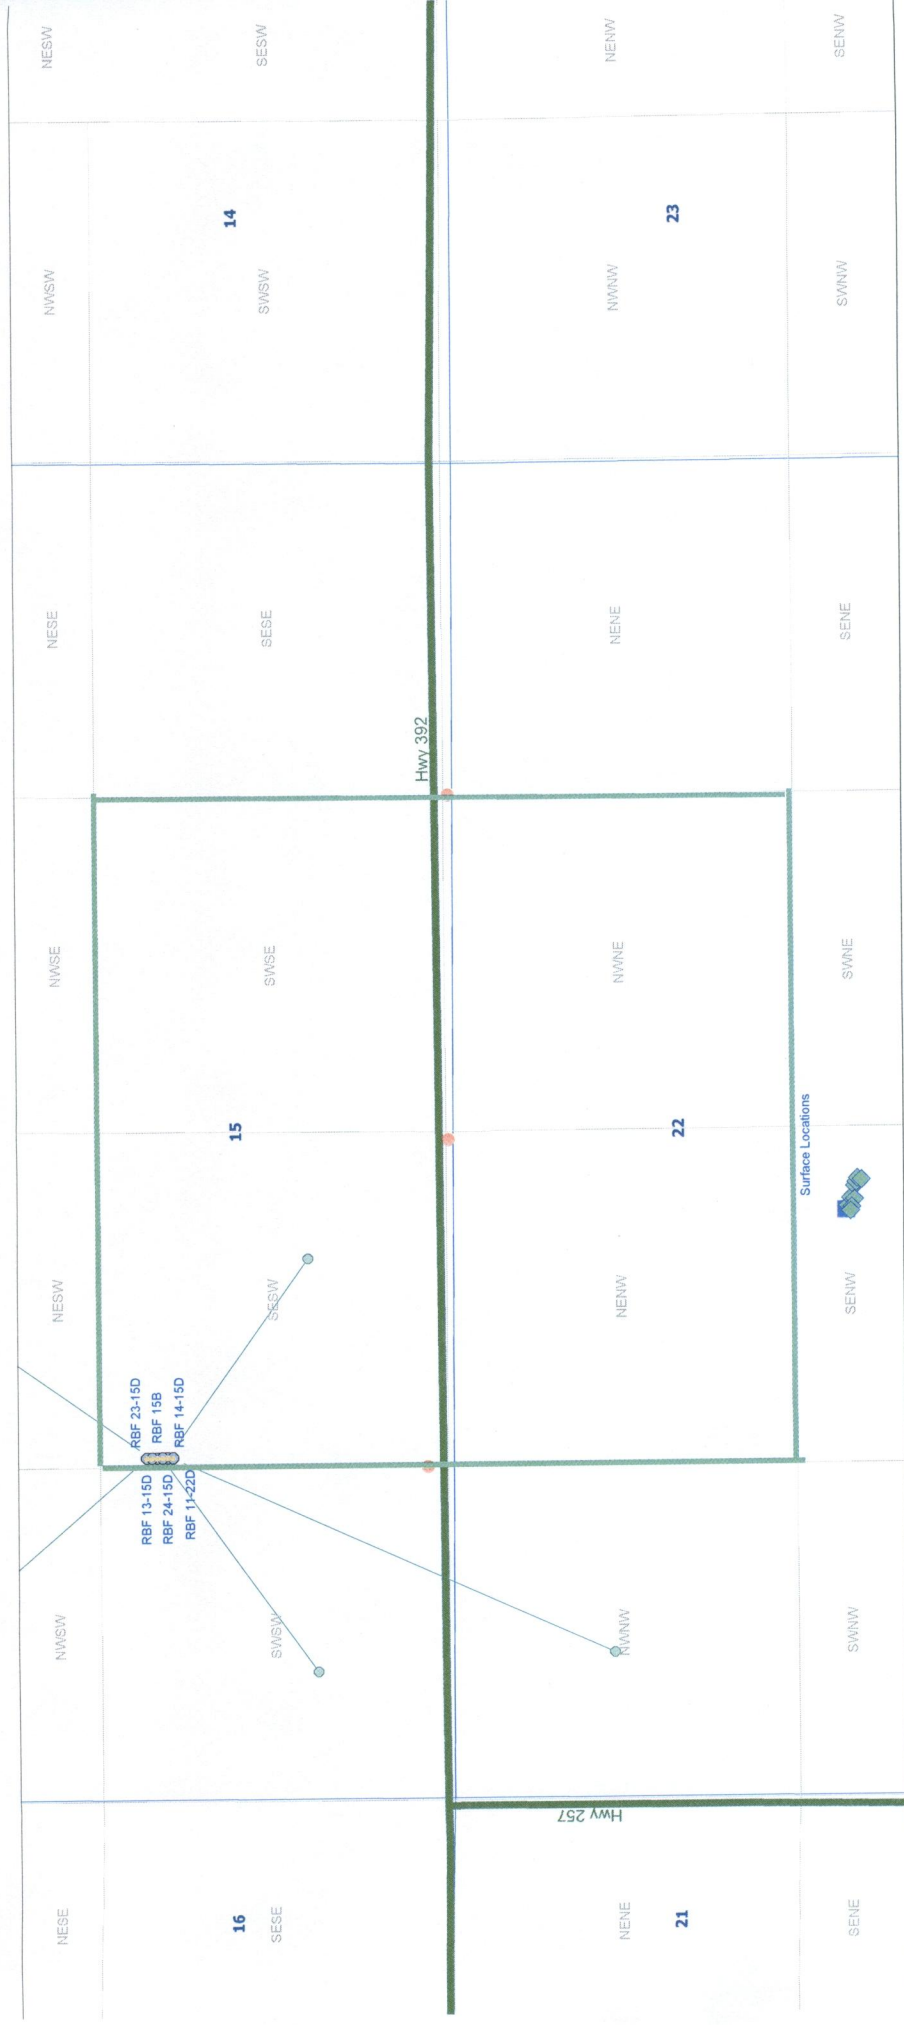 NESE NWSW NESW NWSE NESE NWSW NESW
RBF 23-15D
RBF 13-15D
RBF 15B
RBF 24-15D
RBF 14-15D
RBF 11-22D
16 15 14
SESE SWSW SESW SWSE SESE SWSW SESW
Hwy 392
Hwy 257
NENE NWNW NENW NWNE NENE NWNW NENW
21 22 23
Surface Locations
SENE SWNW SENW SWNE SENE SWNW SENW